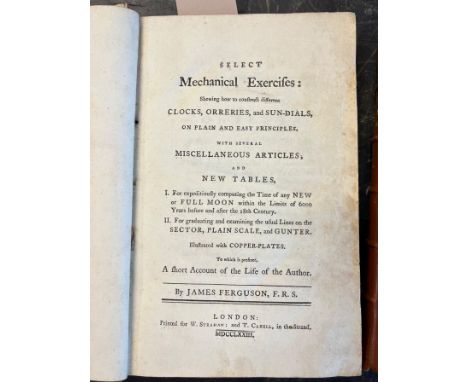 SELECT
Mechanical Exercises:
Shewing how to construct different
CLOCKS, ORRERIES, and SUN-DIALS,
ON PLAIN AND EASY PRINCIPLES.
WITH SEVERAL
MISCELLANEOUS ARTICLES;
AND
NEW TABLES,
I. For expeditiously computing the Time of any NEW
or FULL MOON within the Limits of 6000
Years before and after the 18th Century.
II. For graduating and examining the usual Lines on the
SECTOR, PLAIN SCALE, and GUNTER.
Illustrated with COPPER-PLATES.
To which is prefixed,
A short Account of the Life of the Author.
By JAMES FERGUSON, F. R. S.
LONDON:
Printed for W. STRAHAN; and T. CADELL, in the Strand.
MDCCLXXIII.